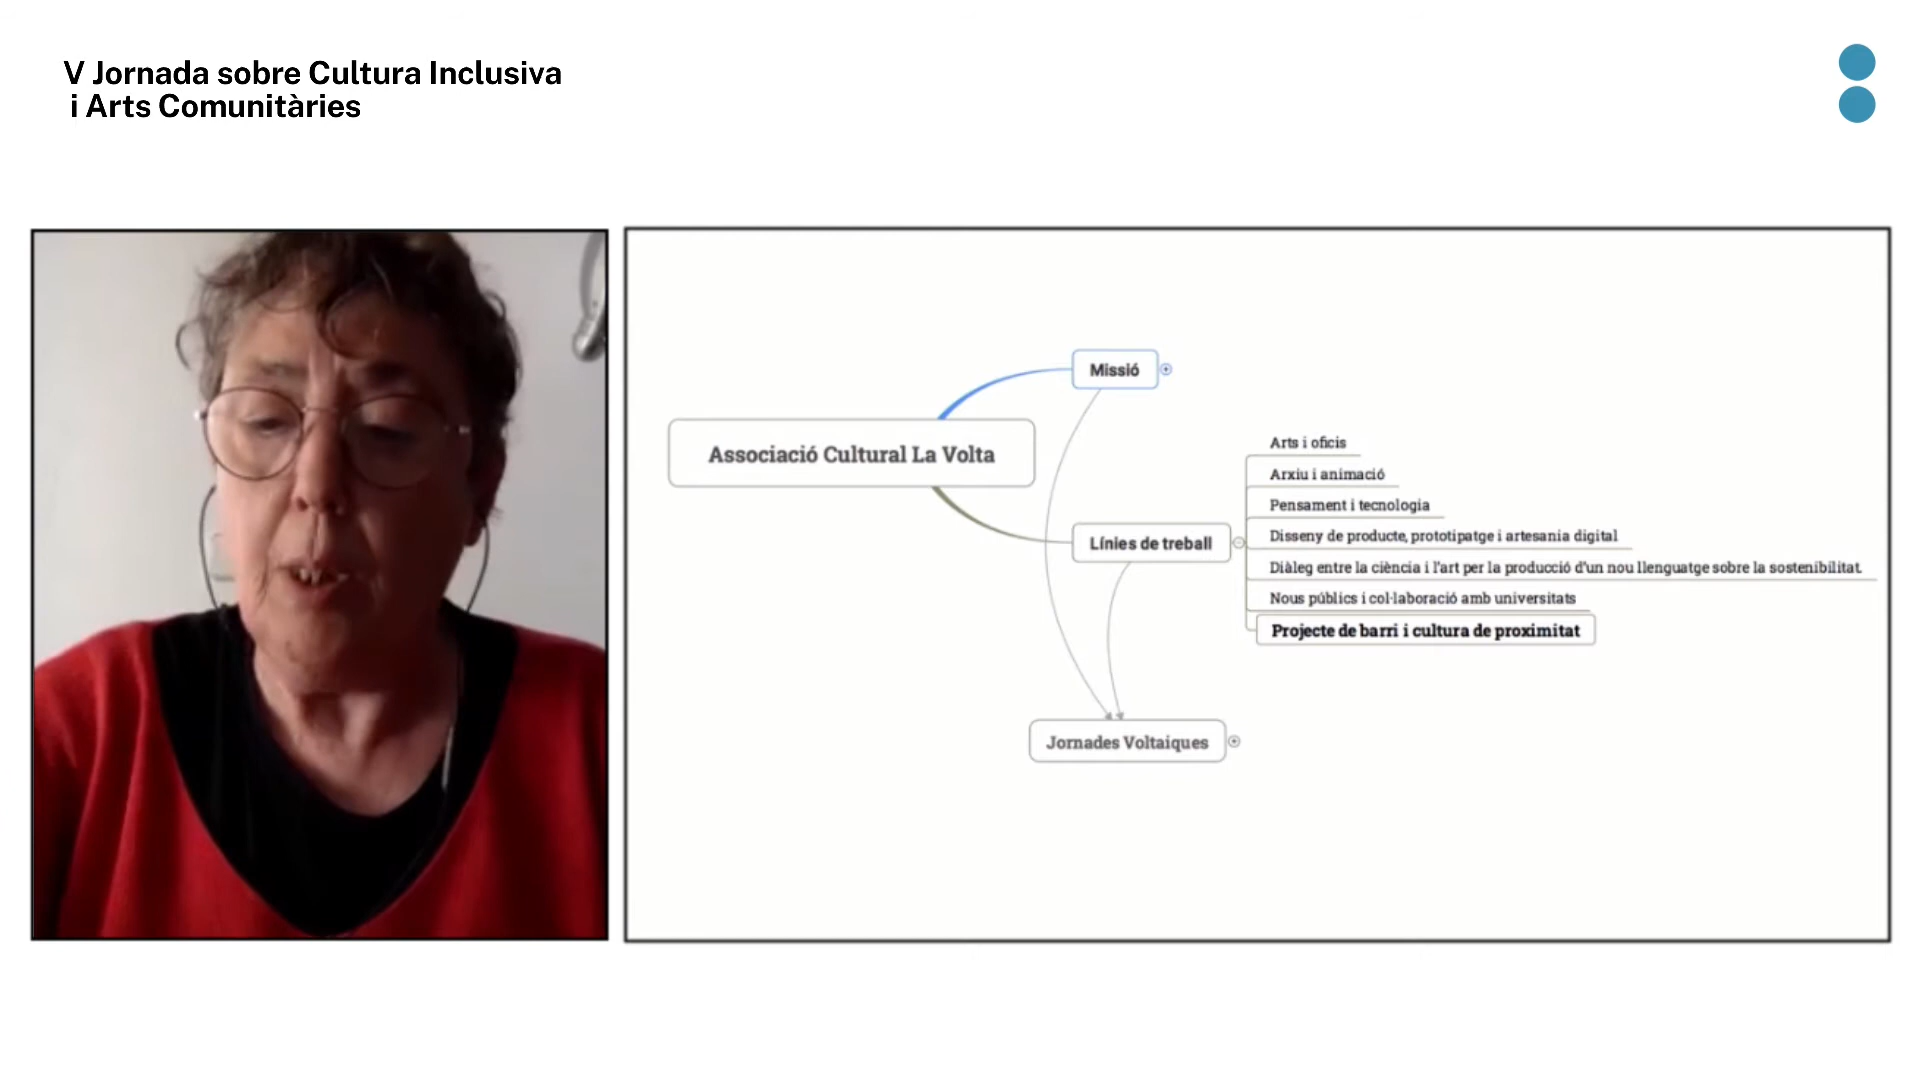 V Jornada sobre Cultura Inclusiva
i Arts Comunitàries
Missió
Associació Cultural La Volta
Línies de treball
Arts i oficis
Arxiu i animació
Pensament i tecnologia
Disseny de producte, prototipatge i artesania digital
Diàleg entre la ciència i l'art per la producció d'un nou llenguatge sobre la sostenibilitat.
Nous públics i col·laboració amb universitats
Projecte de barri i cultura de proximitat
Jornades Voltaiques